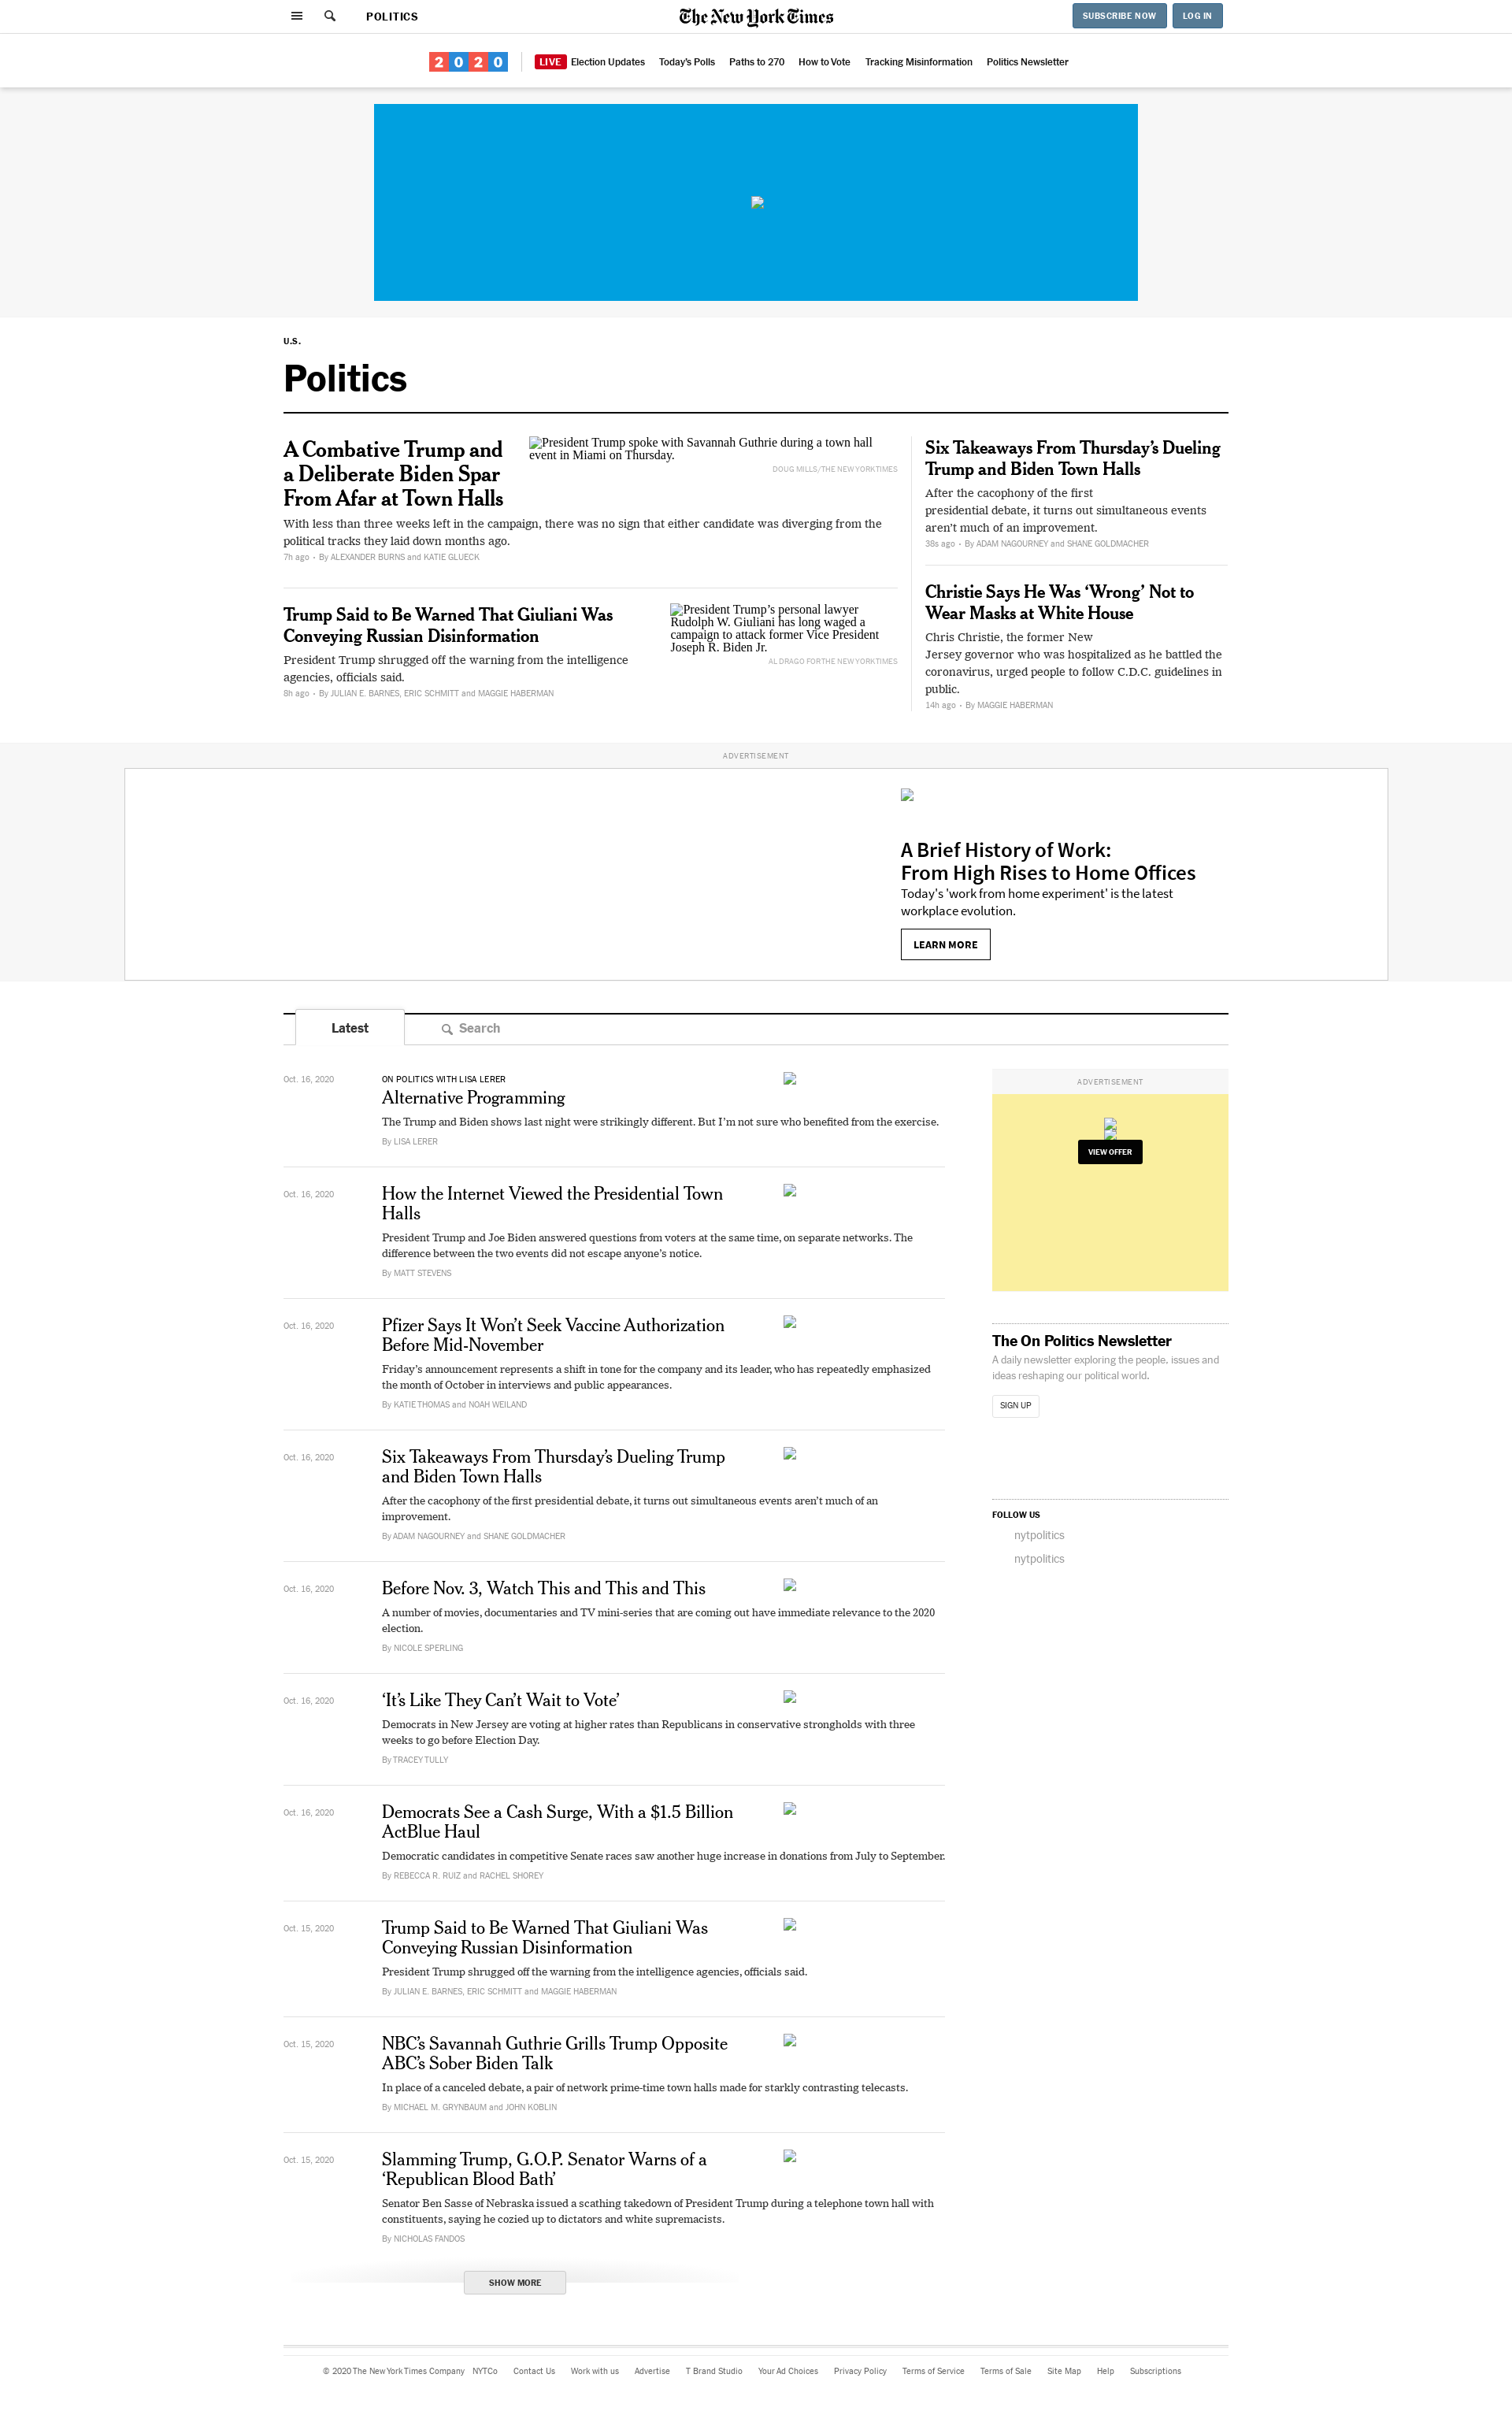 POLITICS
The New York Times
SUBSCRIBE NOW
LOG IN
2020
LIVE Election Updates
Today's Polls
Paths to 270
How to Vote
Tracking Misinformation
Politics Newsletter
U.S.
Politics
A Combative Trump and
a Deliberate Biden Spar
From Afar at Town Halls
President Trump spoke with Savannah Guthrie during a town hall
event in Miami on Thursday.
DOUG MILLS/THE NEW YORK TIMES
With less than three weeks left in the campaign, there was no sign that either candidate was diverging from the
political tracks they laid down months ago.
7h ago • By ALEXANDER BURNS and KATIE GLUECK
Trump Said to Be Warned That Giuliani Was
Conveying Russian Disinformation
President Trump shrugged off the warning from the intelligence
agencies, officials said.
8h ago • By JULIAN E. BARNES, ERIC SCHMITT and MAGGIE HABERMAN
President Trump’s personal lawyer
Rudolph W. Giuliani has long waged a
campaign to attack former Vice President
Joseph R. Biden Jr.
AL DRAGO FOR THE NEW YORK TIMES
Six Takeaways From Thursday’s Dueling
Trump and Biden Town Halls
After the cacophony of the first
presidential debate, it turns out simultaneous events
aren’t much of an improvement.
38s ago • By ADAM NAGOURNEY and SHANE GOLDMACHER
Christie Says He Was ‘Wrong’ Not to
Wear Masks at White House
Chris Christie, the former New
Jersey governor who was hospitalized as he battled the
coronavirus, urged people to follow C.D.C. guidelines in
public.
14h ago • By MAGGIE HABERMAN
ADVERTISEMENT
A Brief History of Work:
From High Rises to Home Offices
Today's 'work from home experiment' is the latest
workplace evolution.
LEARN MORE
Latest
Search
Oct. 16, 2020
ON POLITICS WITH LISA LERER
Alternative Programming
The Trump and Biden shows last night were strikingly different. But I’m not sure who benefited from the exercise.
By LISA LERER
Oct. 16, 2020
How the Internet Viewed the Presidential Town
Halls
President Trump and Joe Biden answered questions from voters at the same time, on separate networks. The
difference between the two events did not escape anyone’s notice.
By MATT STEVENS
Oct. 16, 2020
Pfizer Says It Won’t Seek Vaccine Authorization
Before Mid-November
Friday’s announcement represents a shift in tone for the company and its leader, who has repeatedly emphasized
the month of October in interviews and public appearances.
By KATIE THOMAS and NOAH WEILAND
Oct. 16, 2020
Six Takeaways From Thursday’s Dueling Trump
and Biden Town Halls
After the cacophony of the first presidential debate, it turns out simultaneous events aren’t much of an
improvement.
By ADAM NAGOURNEY and SHANE GOLDMACHER
Oct. 16, 2020
Before Nov. 3, Watch This and This and This
A number of movies, documentaries and TV mini-series that are coming out have immediate relevance to the 2020
election.
By NICOLE SPERLING
Oct. 16, 2020
‘It’s Like They Can’t Wait to Vote’
Democrats in New Jersey are voting at higher rates than Republicans in conservative strongholds with three
weeks to go before Election Day.
By TRACEY TULLY
Oct. 16, 2020
Democrats See a Cash Surge, With a $1.5 Billion
ActBlue Haul
Democratic candidates in competitive Senate races saw another huge increase in donations from July to September.
By REBECCA R. RUIZ and RACHEL SHOREY
Oct. 15, 2020
Trump Said to Be Warned That Giuliani Was
Conveying Russian Disinformation
President Trump shrugged off the warning from the intelligence agencies, officials said.
By JULIAN E. BARNES, ERIC SCHMITT and MAGGIE HABERMAN
Oct. 15, 2020
NBC’s Savannah Guthrie Grills Trump Opposite
ABC’s Sober Biden Talk
In place of a canceled debate, a pair of network prime-time town halls made for starkly contrasting telecasts.
By MICHAEL M. GRYNBAUM and JOHN KOBLIN
Oct. 15, 2020
Slamming Trump, G.O.P. Senator Warns of a
‘Republican Blood Bath’
Senator Ben Sasse of Nebraska issued a scathing takedown of President Trump during a telephone town hall with
constituents, saying he cozied up to dictators and white supremacists.
By NICHOLAS FANDOS
SHOW MORE
ADVERTISEMENT
VIEW OFFER
The On Politics Newsletter
A daily newsletter exploring the people, issues and
ideas reshaping our political world.
SIGN UP
FOLLOW US
nytpolitics
nytpolitics
© 2020 The New York Times Company
NYTCo
Contact Us
Work with us
Advertise
T Brand Studio
Your Ad Choices
Privacy Policy
Terms of Service
Terms of Sale
Site Map
Help
Subscriptions